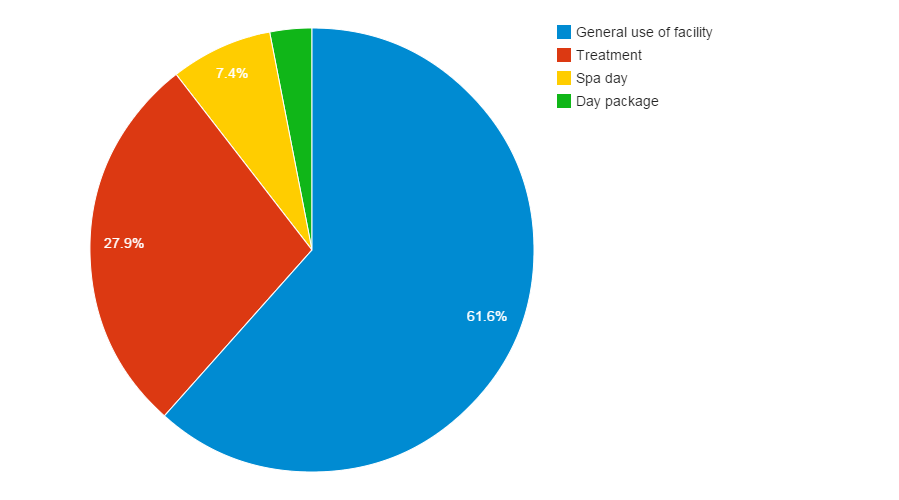 General use of facility
Treatment
Spa day
Day package
7.4%
27.9%
61.6%